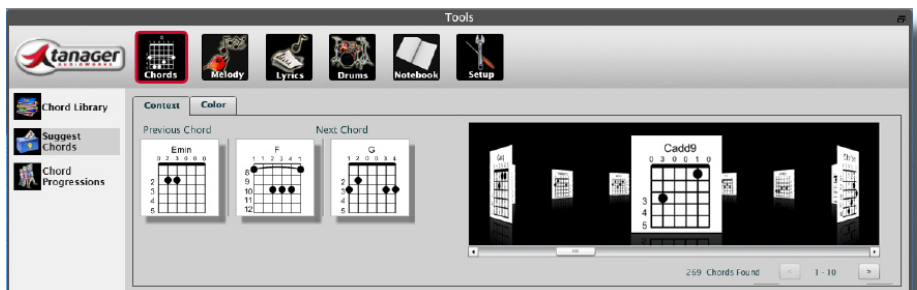 Tools
tanager
AUDIOWORKS
Chords
Melody
Lyrics
Drums
Notebook
Setup
Chord Library
Suggest
Chords
Chord
Progressions
Context
Color
Previous Chord
Next Chord
Emin
0 2 3 0 0 0
2
3
4
5
F
1 1 2 3 4 1
8
9
10
11
12
G
1 2 0 0 3 4
2
3
4
5
Cadd9
0 3 0 0 1 0
3
4
5
269 Chords Found
<
1 - 10
>